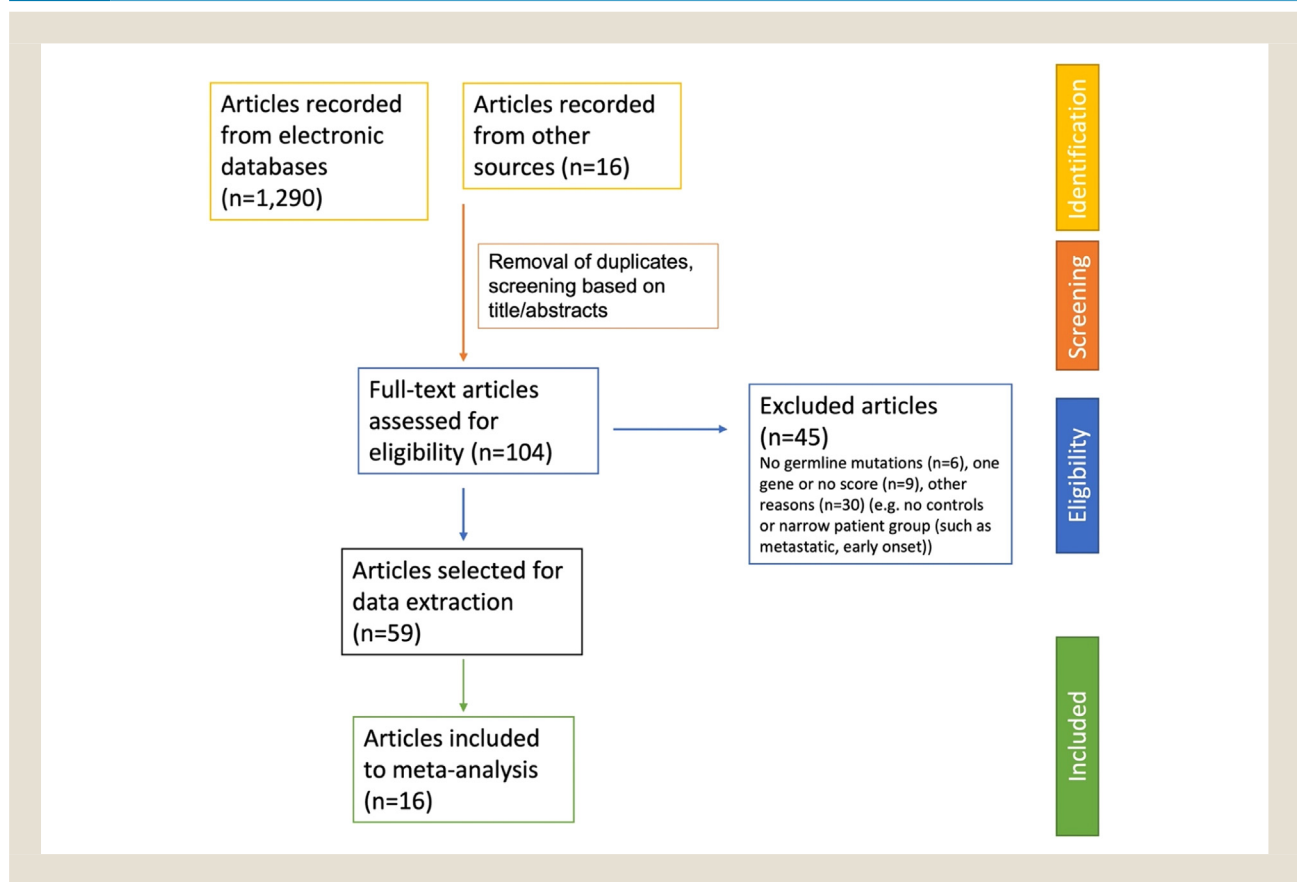 Articles recorded
from electronic
databases
(n=1,290)
Articles recorded
from other
sources (n=16)
Removal of duplicates,
screening based on
title/abstracts
Full-text articles
assessed for
eligibility (n=104)
Excluded articles
(n=45)
No germline mutations (n=6), one
gene or no score (n=9), other
reasons (n=30) (e.g. no controls
or narrow patient group (such as
metastatic, early onset))
Articles selected for
data extraction
(n=59)
Articles included
to meta-analysis
(n=16)
Identification
Screening
Eligibility
Included